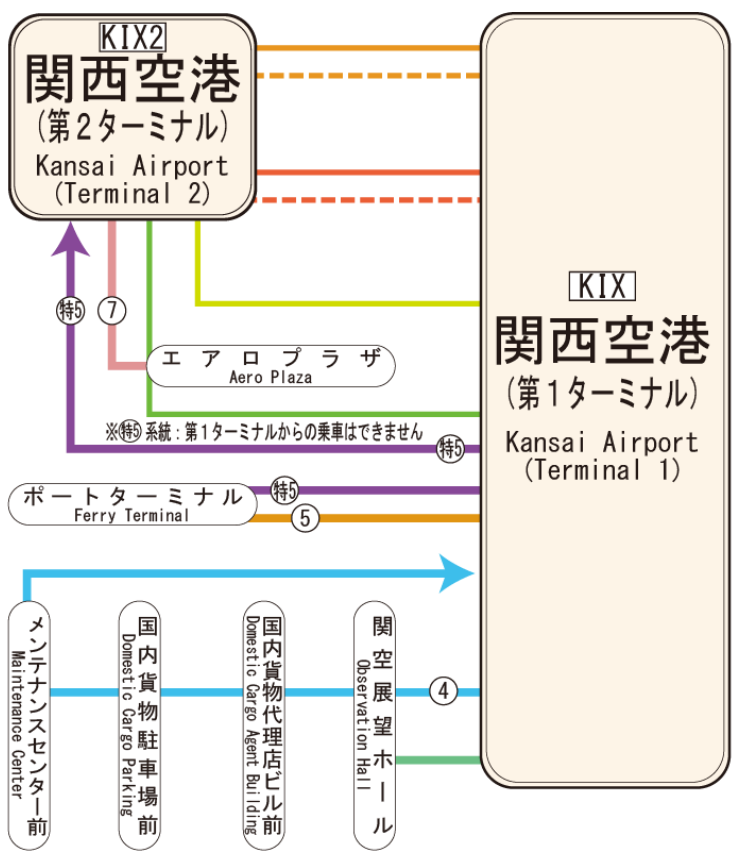 KIX2
関西空港
(第2ターミナル)
Kansai Airport
(Terminal 2)
KIX
関西空港
(第1ターミナル)
Kansai Airport
(Terminal 1)
特5
7
エアロプラザ
Aero Plaza
※特5系統:第1ターミナルからの乗車はできません
特5
ポートターミナル
Ferry Terminal
特5
5
メンテナンスセンター前
Maintenance Center
国内貨物駐車場前
Domestic Cargo Parking
国内貨物代理店ビル前
Domestic Cargo Agent Building
関空展望ホール
Observation Hall
4